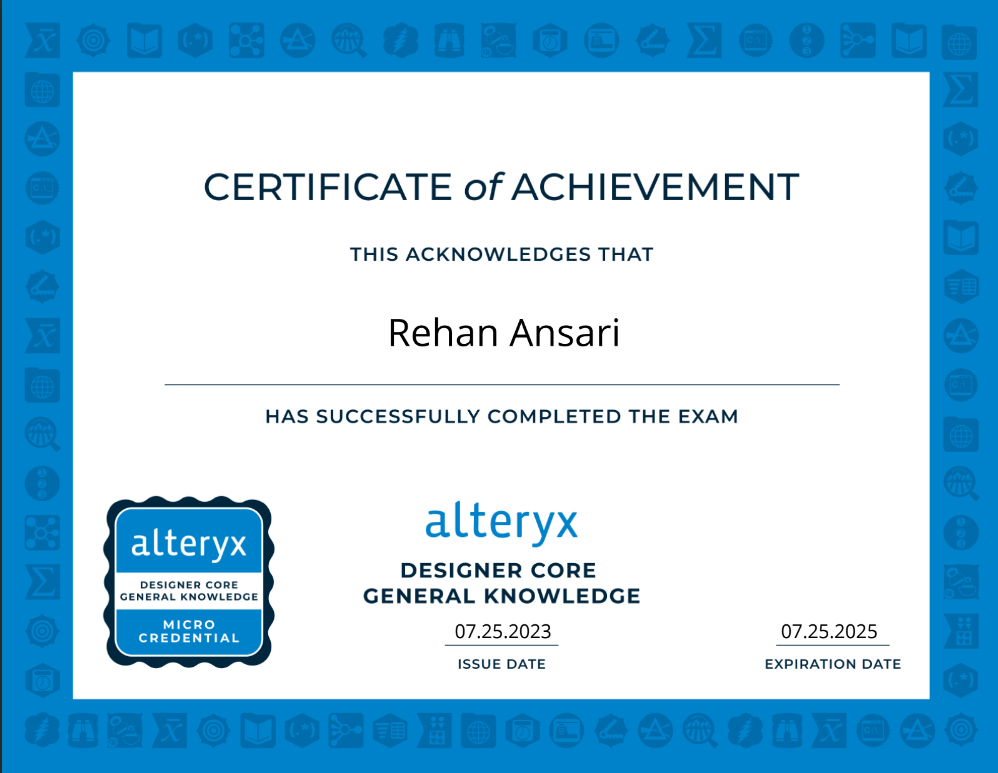 CERTIFICATE of ACHIEVEMENT
THIS ACKNOWLEDGES THAT
Rehan Ansari
HAS SUCCESSFULLY COMPLETED THE EXAM
alteryx
DESIGNER CORE
GENERAL KNOWLEDGE
MICRO
CREDENTIAL
alteryx
DESIGNER CORE
GENERAL KNOWLEDGE
07.25.2023
ISSUE DATE
07.25.2025
EXPIRATION DATE